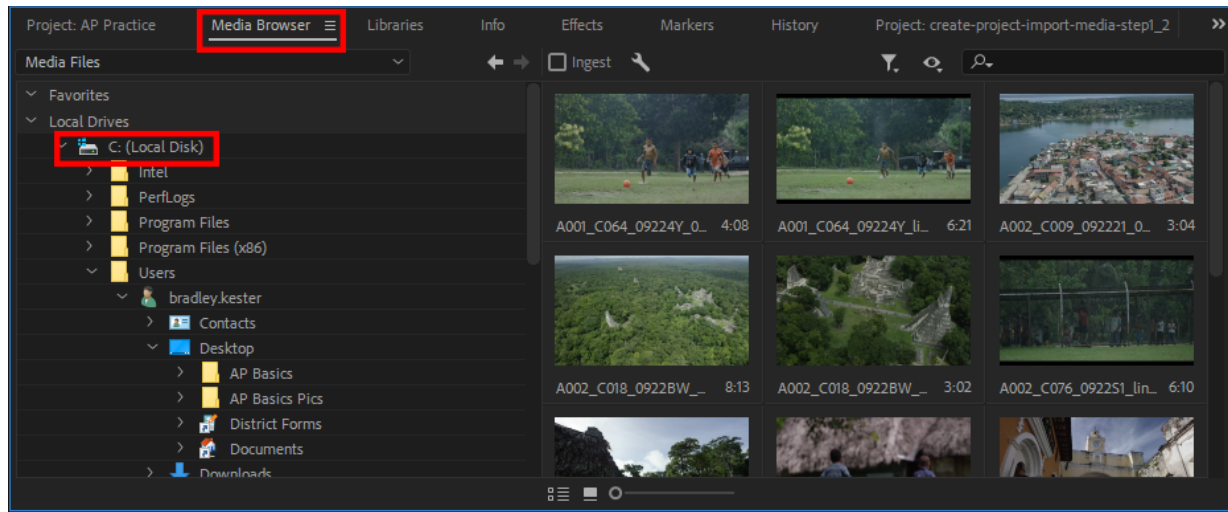 Project: AP Practice Media Browser Libraries Info Effects Markers History Project: create-project-import-media-step1_2
Media Files Ingest
Favorites
Local Drives
C: (Local Disk)
Intel
PerfLogs
Program Files
Program Files (x86)
Users
bradley.kester
Contacts
Desktop
AP Basics
AP Basics Pics
District Forms
Documents
Downloads
A001_C064_09224Y_0... 4:08 A001_C064_09224Y_li... 6:21 A002_C009_092221_0... 3:04
A002_C018_0922BW_... 8:13 A002_C018_0922BW_... 3:02 A002_C076_0922S1_lin... 6:10